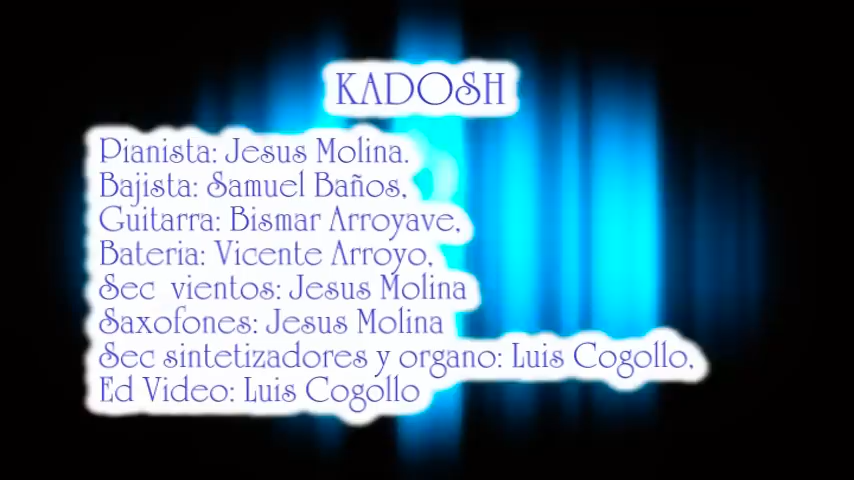 KADOSH
Pianista: Jesus Molina.
Bajista: Samuel Baños,
Guitarra: Bismar Arroyave,
Bateria: Vicente Arroyo,
Sec vientos: Jesus Molina
Saxofones: Jesus Molina
Sec sintetizadores y organo: Luis Cogollo,
Ed Video: Luis Cogollo